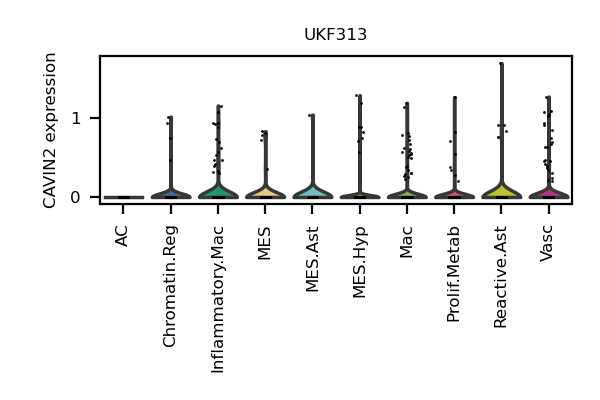 UKF313
CAVIN2 expression
1
0
AC
Chromatin.Reg
Inflammatory.Mac
MES
MES.Ast
MES.Hyp
Mac
Prolif.Metab
Reactive.Ast
Vasc